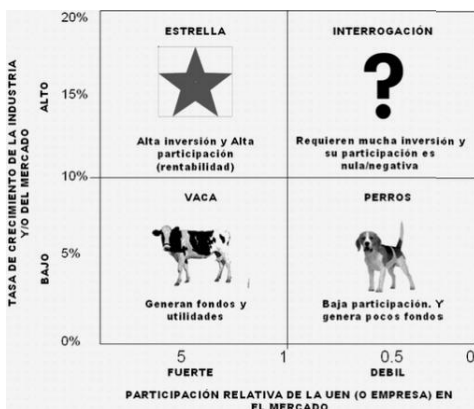 TASA DE CRECIMIENTO DE LA INDUSTRIA
Y/O DEL MERCADO
ALTO
BAJO
20%
15%
10%
5%
0%
ESTRELLA
Alta inversión y Alta
participación
(rentabilidad)
INTERROGACIÓN
?
Requieren mucha inversión y
su participación es
nula/negativa
VACA
Generan fondos y
utilidades
PERROS
Baja participación. Y
genera pocos fondos
5
1
0.5
0
FUERTE
DEBIL
PARTICIPACIÓN RELATIVA DE LA UEN (O EMPRESA) EN
EL MERCADO